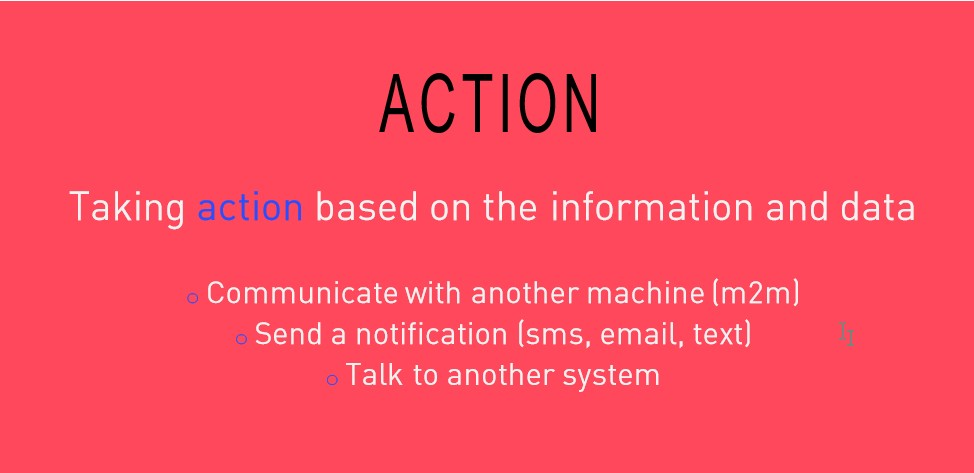 ACTION
Taking action based on the information and data
○ Communicate with another machine (m2m)
○ Send a notification (sms, email, text)
○ Talk to another system